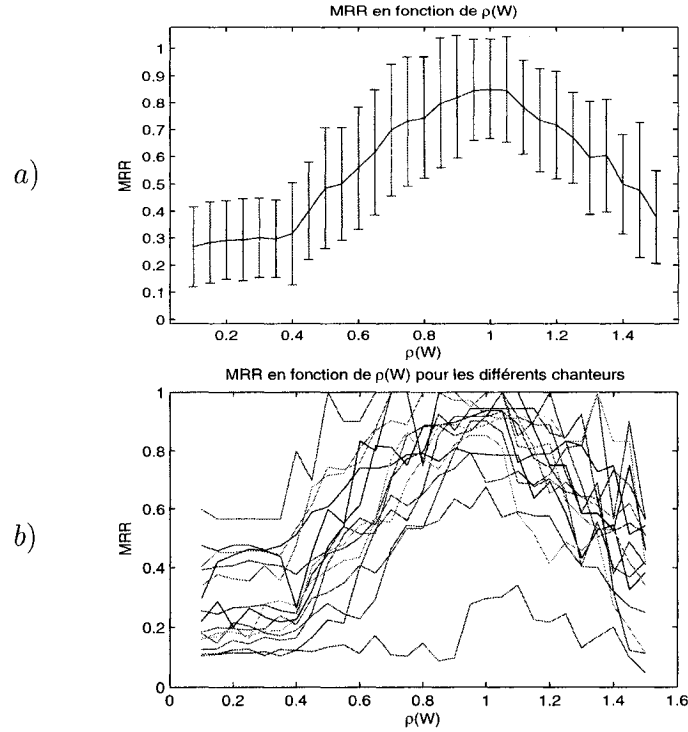 MRR en fonction de ρ(W)
1
0.9
0.8
0.7
0.6
0.5
0.4
0.3
0.2
0.1
0
MRR
a)
0.2 0.4 0.6 0.8 1 1.2 1.4
ρ(W)
MRR en fonction de ρ(W) pour les différents chanteurs
1
0.8
0.6
0.4
0.2
0
MRR
b)
0 0.2 0.4 0.6 0.8 1 1.2 1.4 1.6
ρ(W)